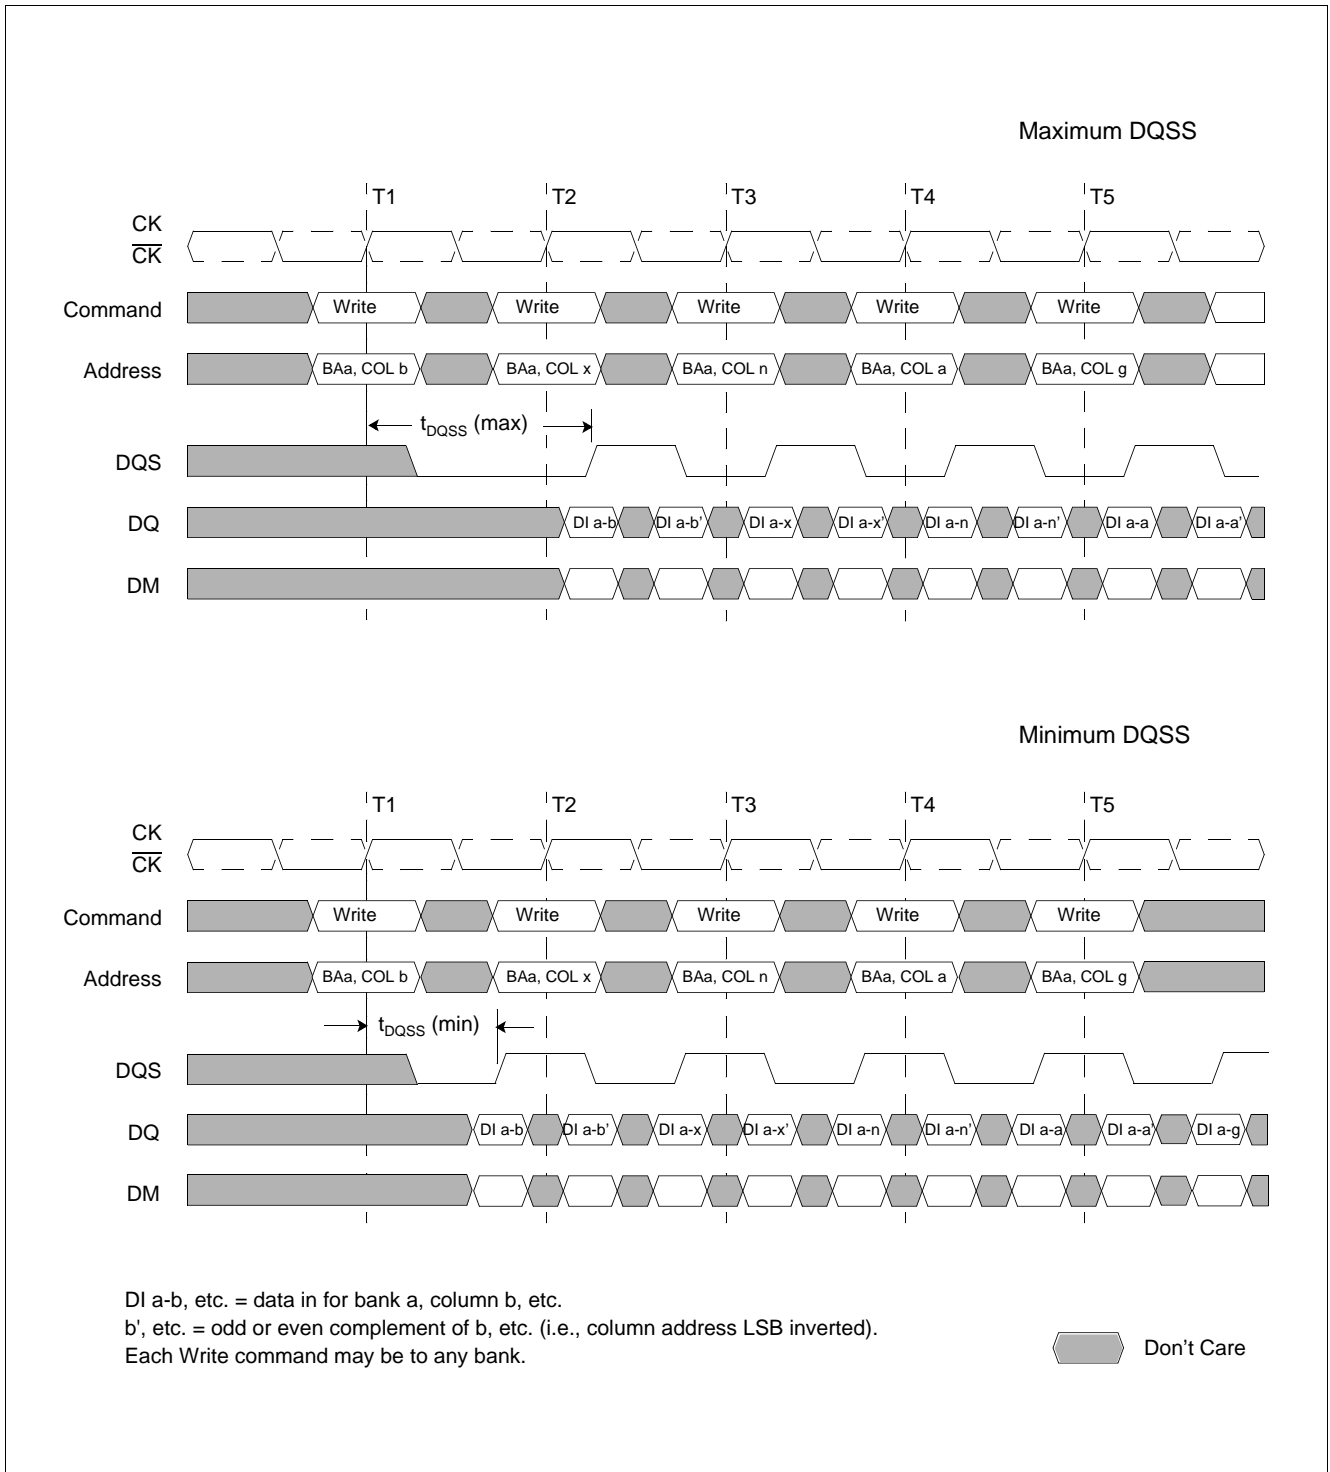 Maximum DQSS
T1 T2 T3 T4 T5
CK
CK
Command Write Write Write Write Write
Address BAa, COL b BAa, COL x BAa, COL n BAa, COL a BAa, COL g
tDQSS (max)
DQS
DQ DI a-b DI a-b' DI a-x DI a-x' DI a-n DI a-n' DI a-a DI a-a'
DM
Minimum DQSS
T1 T2 T3 T4 T5
CK
CK
Command Write Write Write Write Write
Address BAa, COL b BAa, COL x BAa, COL n BAa, COL a BAa, COL g
tDQSS (min)
DQS
DQ DI a-b DI a-b' DI a-x DI a-x' DI a-n DI a-n' DI a-a DI a-a' DI a-g
DM
DI a-b, etc. = data in for bank a, column b, etc.
b', etc. = odd or even complement of b, etc. (i.e., column address LSB inverted).
Each Write command may be to any bank.
Don't Care